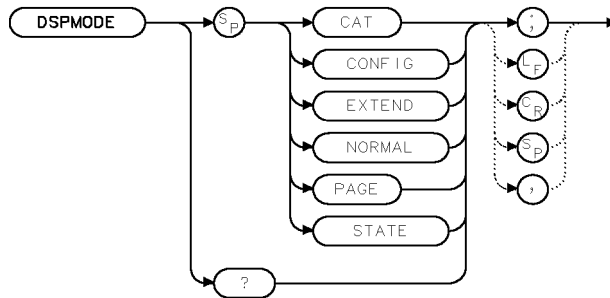 DSPMODE SP CAT ;
CONFIG LF
EXTEND CR
NORMAL SP
PAGE ,
STATE
?